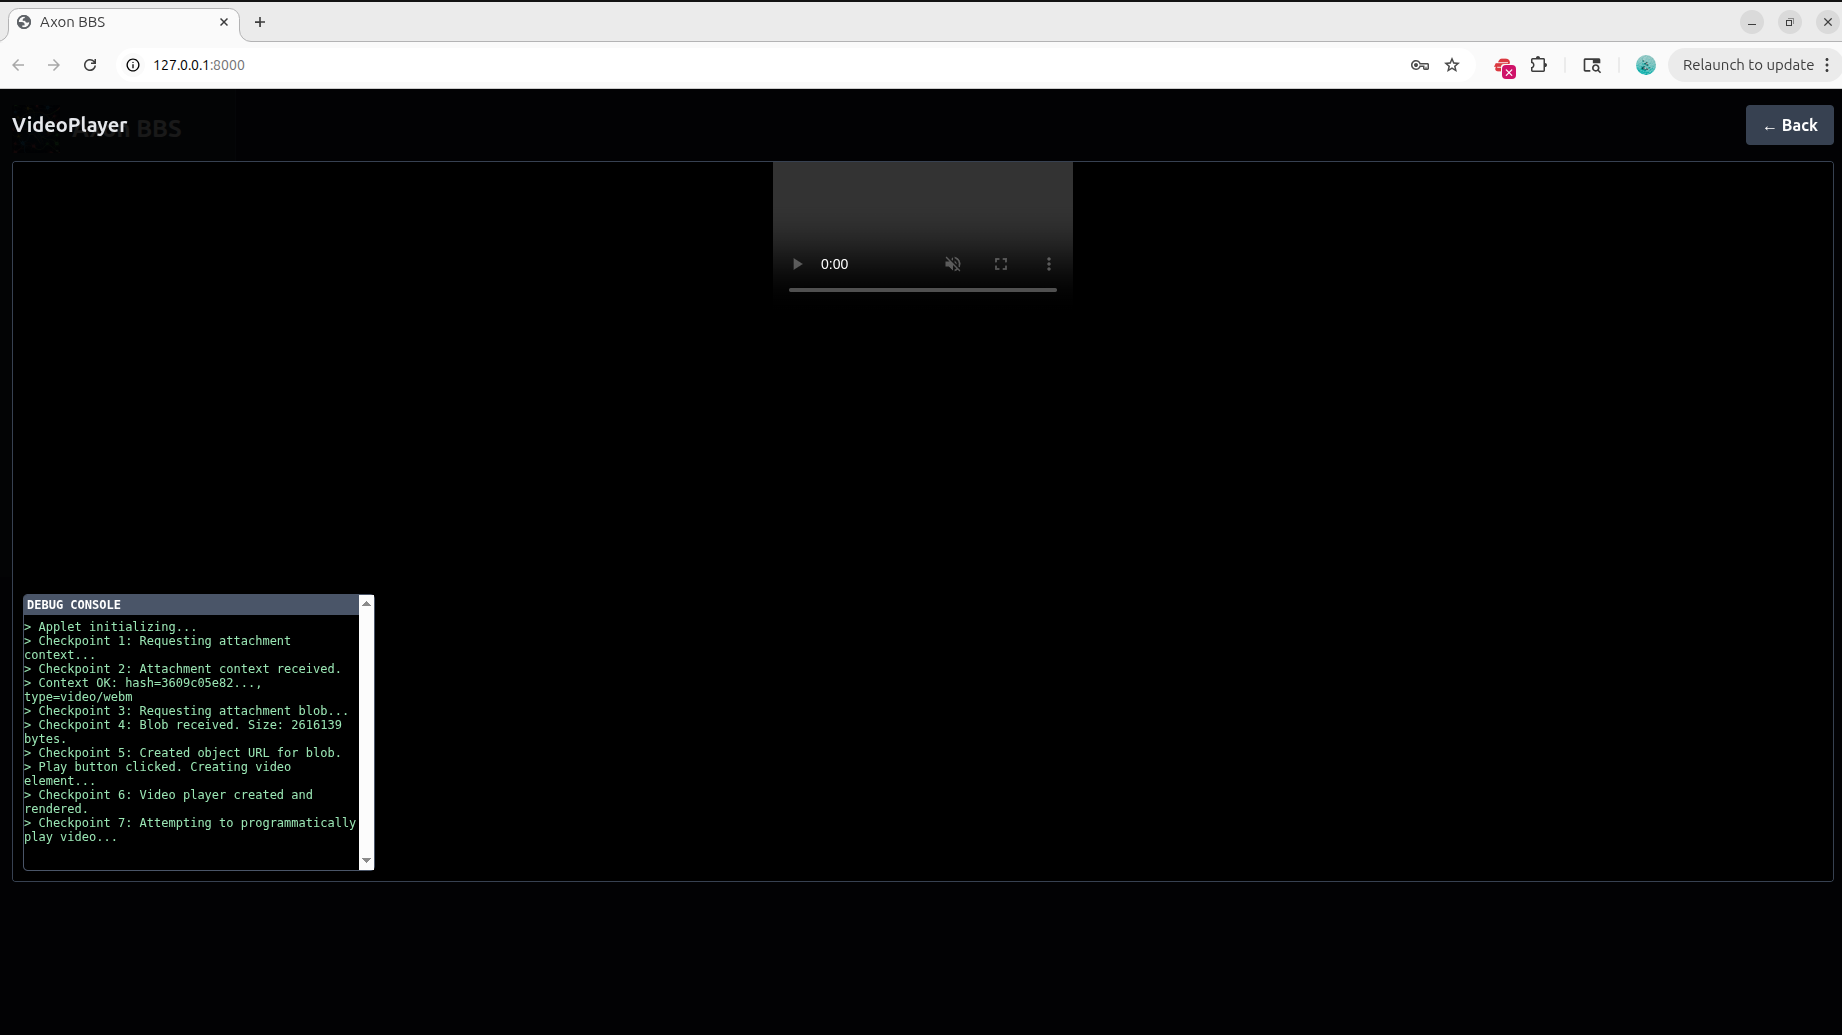 Axon BBS
127.0.0.1:8000
Relaunch to update
VideoPlayer
Axon BBS
← Back
0:00
DEBUG CONSOLE
> Applet initializing...
> Checkpoint 1: Requesting attachment
context...
> Checkpoint 2: Attachment context received.
> Context OK: hash=3609c05e82...,
type=video/webm
> Checkpoint 3: Requesting attachment blob...
> Checkpoint 4: Blob received. Size: 2616139
bytes.
> Checkpoint 5: Created object URL for blob.
> Play button clicked. Creating video
element...
> Checkpoint 6: Video player created and
rendered.
> Checkpoint 7: Attempting to programmatically
play video...